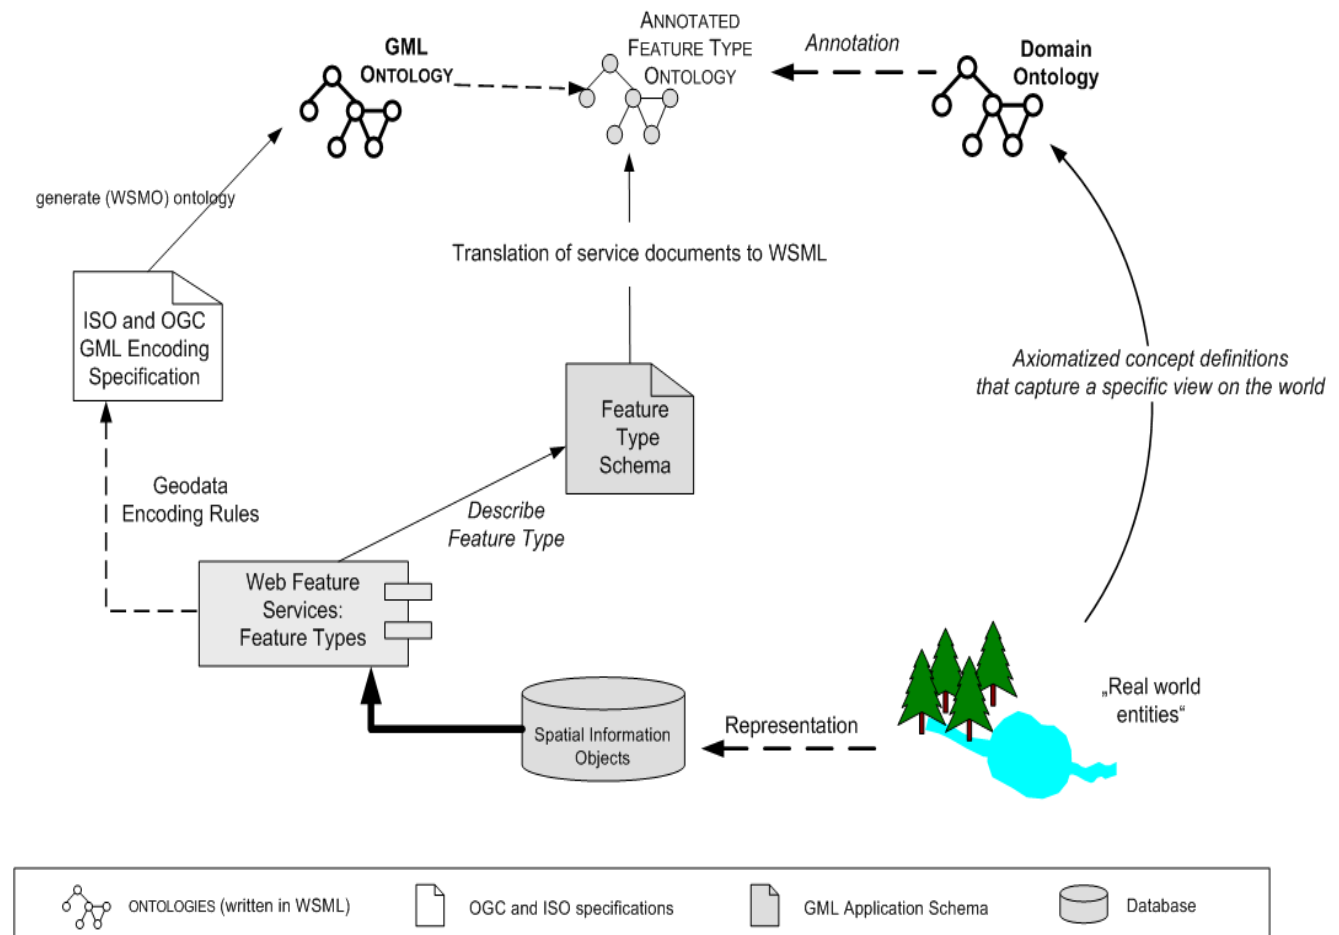 ANNOTATED
FEATURE TYPE
ONTOLOGY
GML
ONTOLOGY
Annotation
Domain
Ontology
generate (WSMO) ontology
Translation of service documents to WSML
ISO and OGC
GML Encoding
Specification
Axiomatized concept definitions
that capture a specific view on the world
Feature
Type
Schema
Geodata
Encoding Rules
Describe
Feature Type
Web Feature
Services:
Feature Types
„Real world
entities“
Representation
Spatial Information
Objects
ONTOLOGIES (written in WSML)
OGC and ISO specifications
GML Application Schema
Database